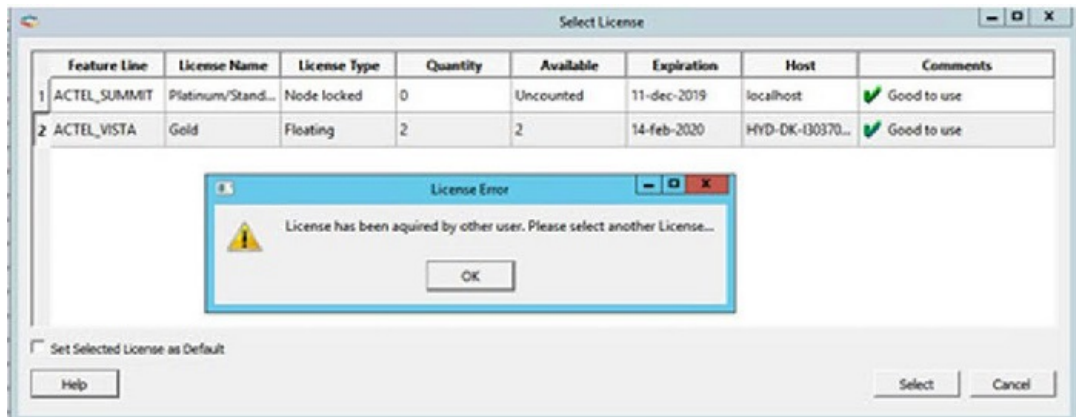 Select License
Feature Line License Name License Type Quantity Available Expiration Host Comments
1 ACTEL_SUMMIT Platinum/Stand... Node locked 0 Uncounted 11-dec-2019 localhost Good to use
2 ACTEL_VISTA Gold Floating 2 2 14-feb-2020 HYD-DK-I30370... Good to use
License Error
License has been aquired by other user. Please select another License...
OK
Set Selected License as Default
Help Select Cancel